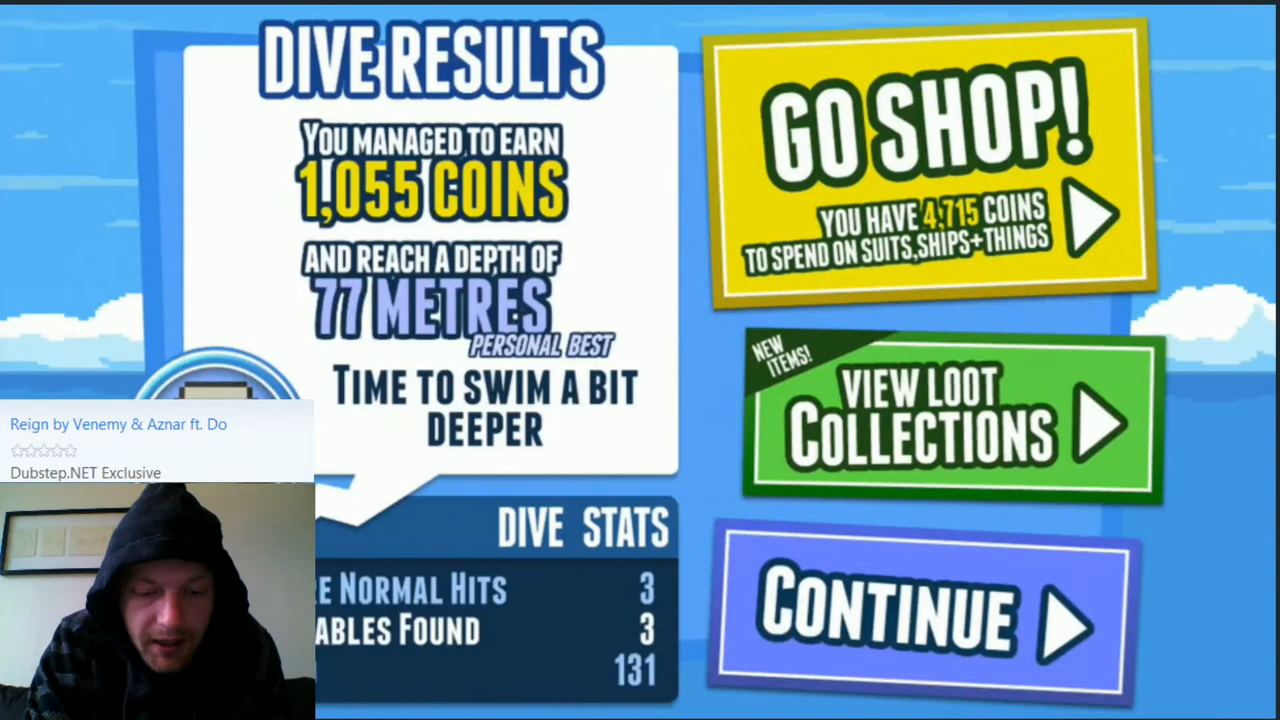 DIVE RESULTS
YOU MANAGED TO EARN
1,055 COINS
AND REACH A DEPTH OF
77 METRES
PERSONAL BEST
TIME TO SWIM A BIT
DEEPER
GO SHOP!
YOU HAVE 4,715 COINS
TO SPEND ON SUITS,SHIPS+THINGS
NEW
ITEMS!
VIEW LOOT
COLLECTIONS
CONTINUE
Reign by Venemy & Aznar ft. Do
Dubstep.NET Exclusive
DIVE STATS
RE NORMAL HITS 3
ABLES FOUND 3
131